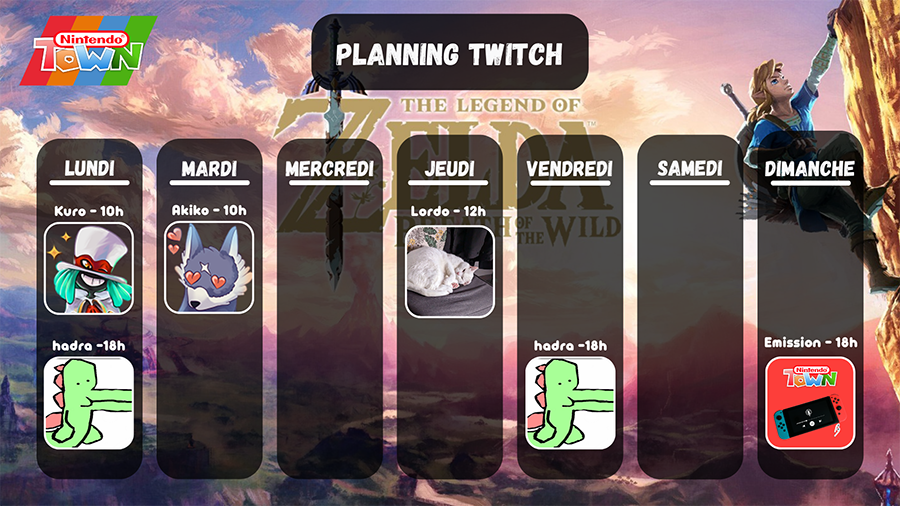 Nintendo
TOWN
PLANNING TWITCH
THE LEGEND OF
ZELDA
BREATH OF
THE WILD
LUNDI
MARDI
MERCREDI
JEUDI
VENDREDI
SAMEDI
DIMANCHE
Kuro - 10h
Akiko - 10h
Lordo - 12h
hadra -18h
hadra -18h
Emission - 18h
Nintendo
TOWN